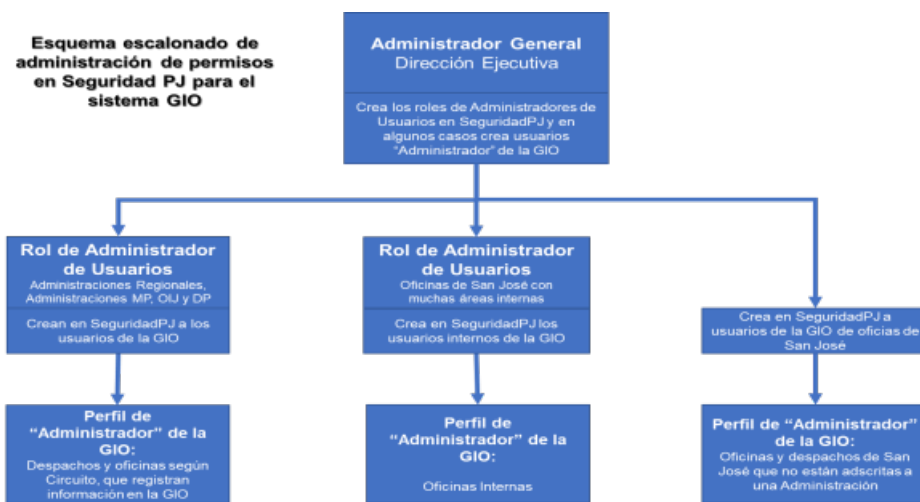 Esquema escalonado de
administración de permisos
en Seguridad PJ para el
sistema GIO
Administrador General
Dirección Ejecutiva
Crea los roles de Administradores de
Usuarios en SeguridadPJ y en
algunos casos crea usuarios
“Administrador” de la GIO
Rol de Administrador
de Usuarios
Administraciones Regionales,
Administraciones MP, OIJ y DP
Crean en SeguridadPJ a los
usuarios de la GIO
Rol de Administrador
de Usuarios
Oficinas de San José con
muchas áreas internas
Crea en SeguridadPJ los
usuarios internos de la GIO
Crea en SeguridadPJ a
usuarios de la GIO de oficias de
San José
Perfil de
“Administrador” de la
GIO:
Despachos y oficinas según
Circuito, que registran
información en la GIO
Perfil de
“Administrador” de la
GIO:
Oficinas Internas
Perfil de “Administrador”
de la GIO:
Oficinas y despachos de San
José que no están adscritas a
una Administración